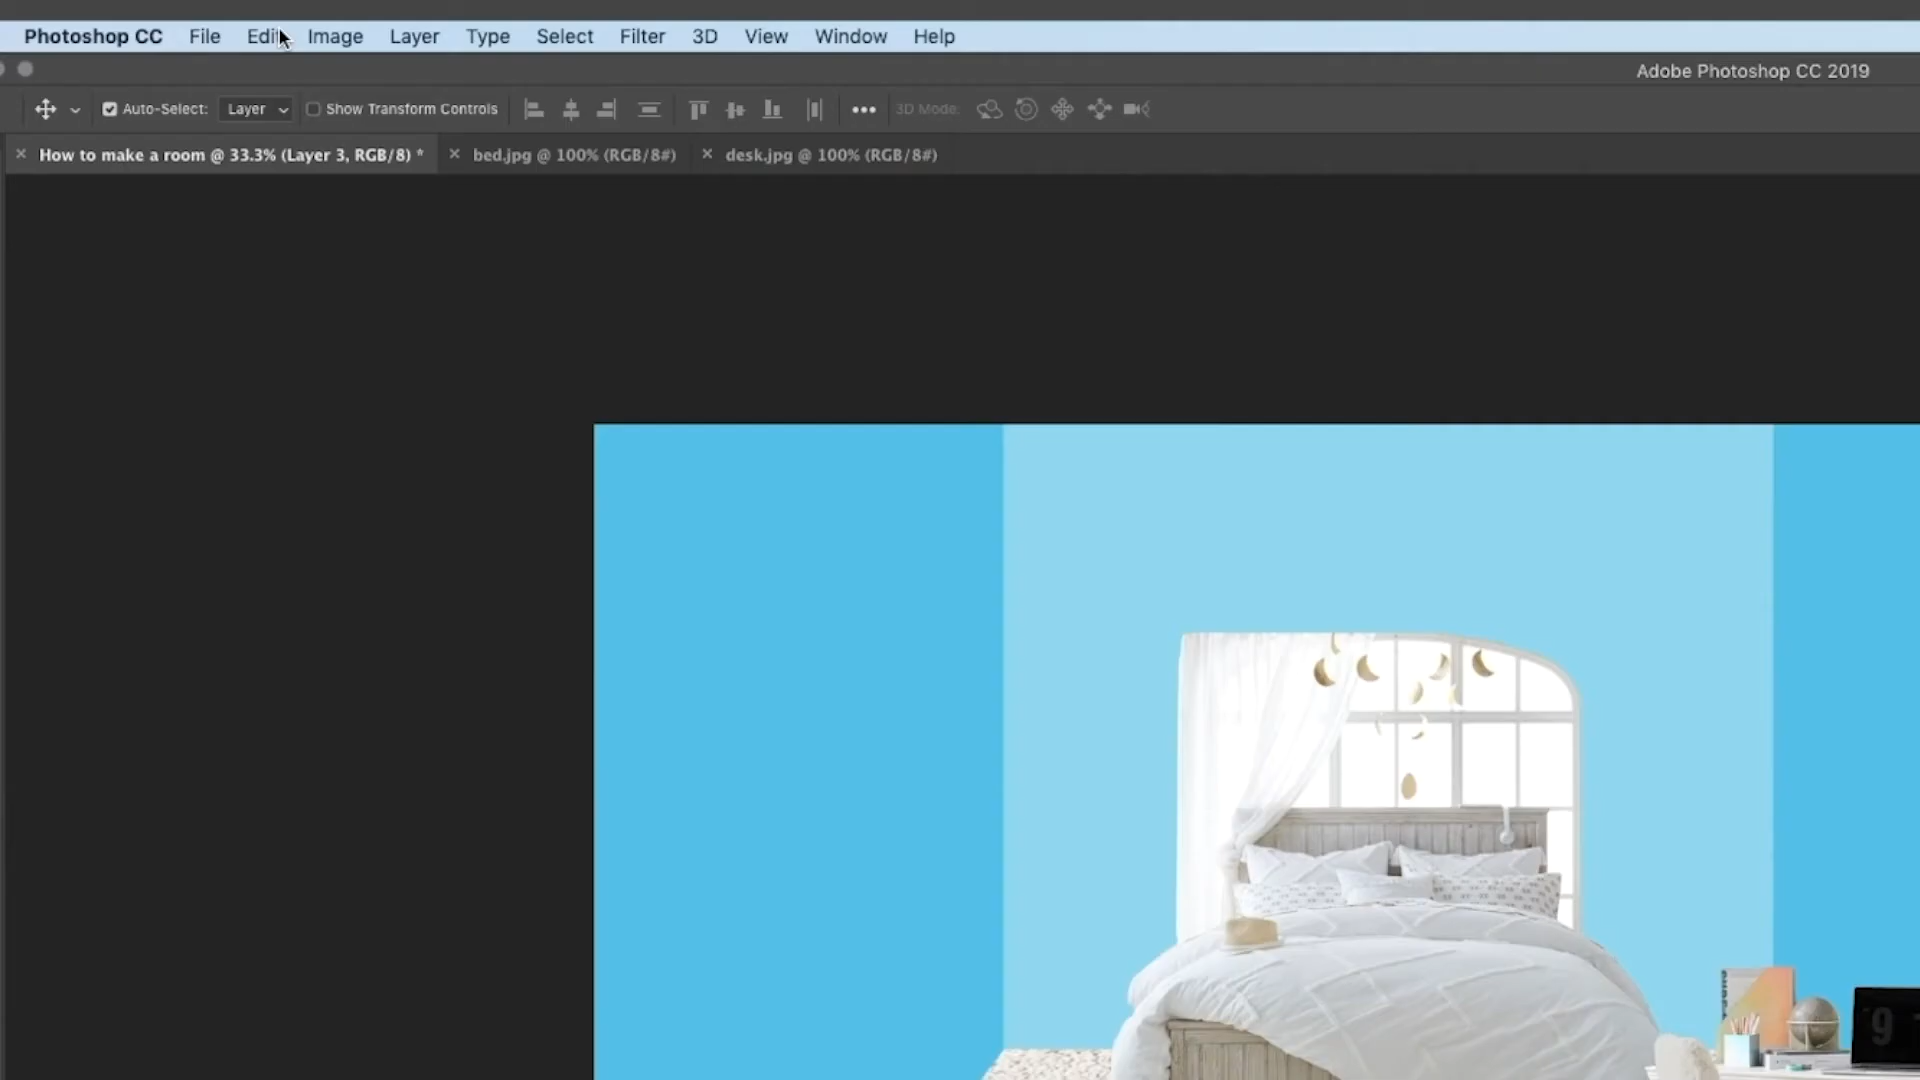 Photoshop CC File Edit Image Layer Type Select Filter 3D View Window Help
Adobe Photoshop CC 2019
Auto-Select: Layer Show Transform Controls ••• 3D Mode:
× How to make a room @ 33.3% (Layer 3, RGB/8) * × bed.jpg @ 100% (RGB/8#) × desk.jpg @ 100% (RGB/8#)
9